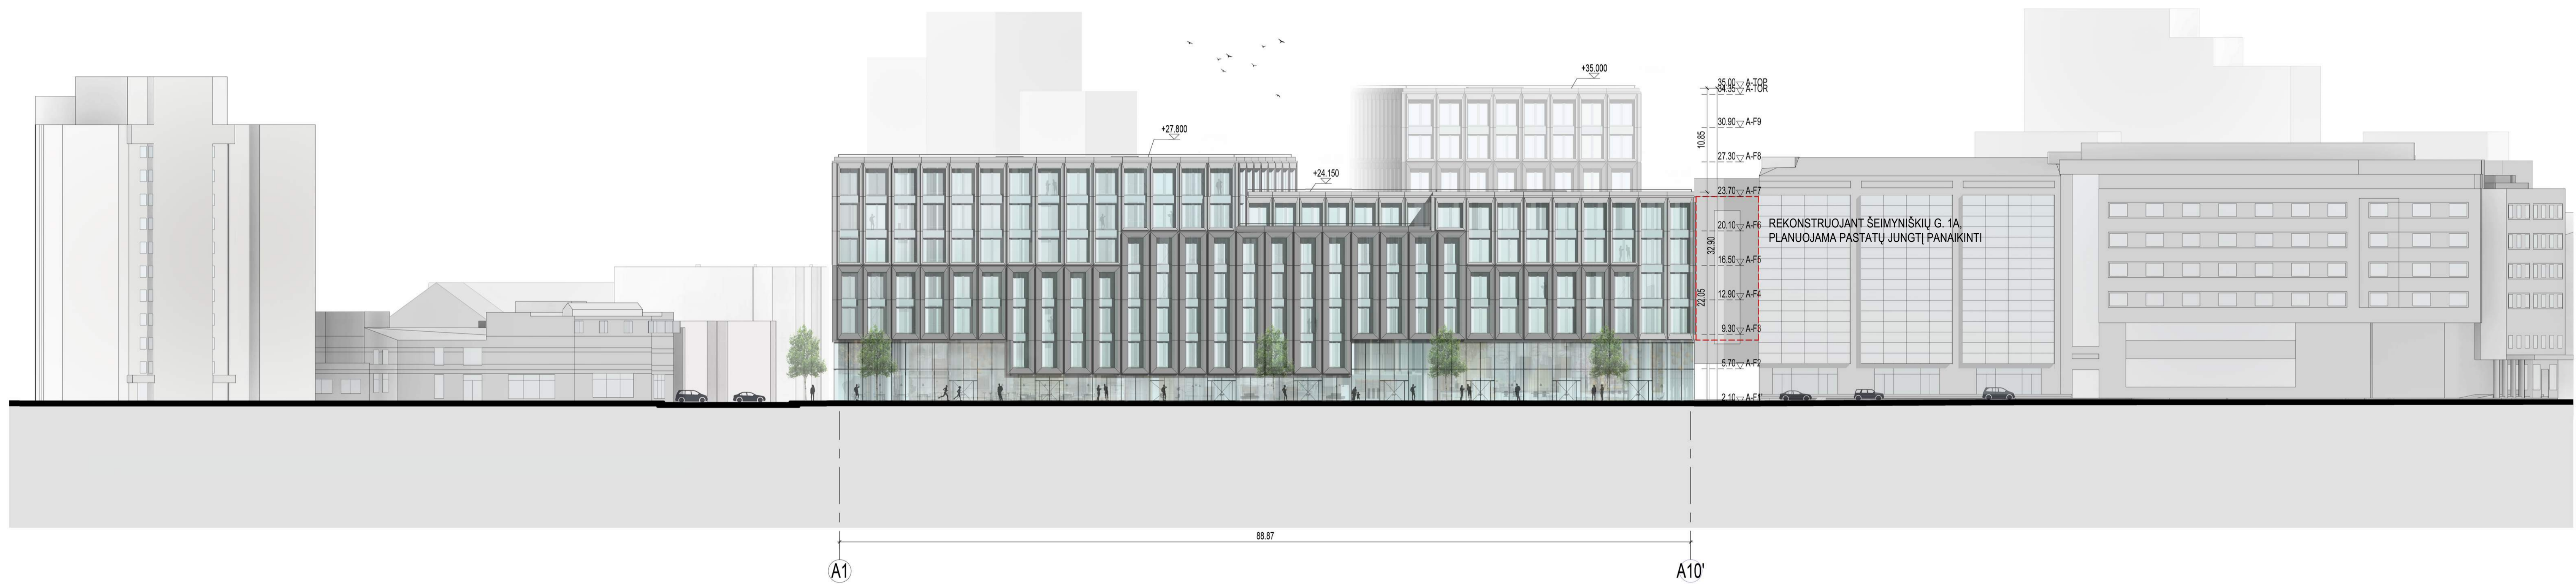 +35.000
+27.800
+24.150
35.00 A-TOP
34.35 A-TOR
30.90 A-F9
10.85
27.30 A-F8
23.70 A-F7
20.10 A-F6
32.90
16.50 A-F5
22.05
12.90 A-F4
9.30 A-F3
5.70 A-F2
2.10 A-F1'
REKONSTRUOJANT ŠEIMYNIŠKIŲ G. 1A,
PLANUOJAMA PASTATŲ JUNGTĮ PANAIKINTI
88.87
A1
A10'